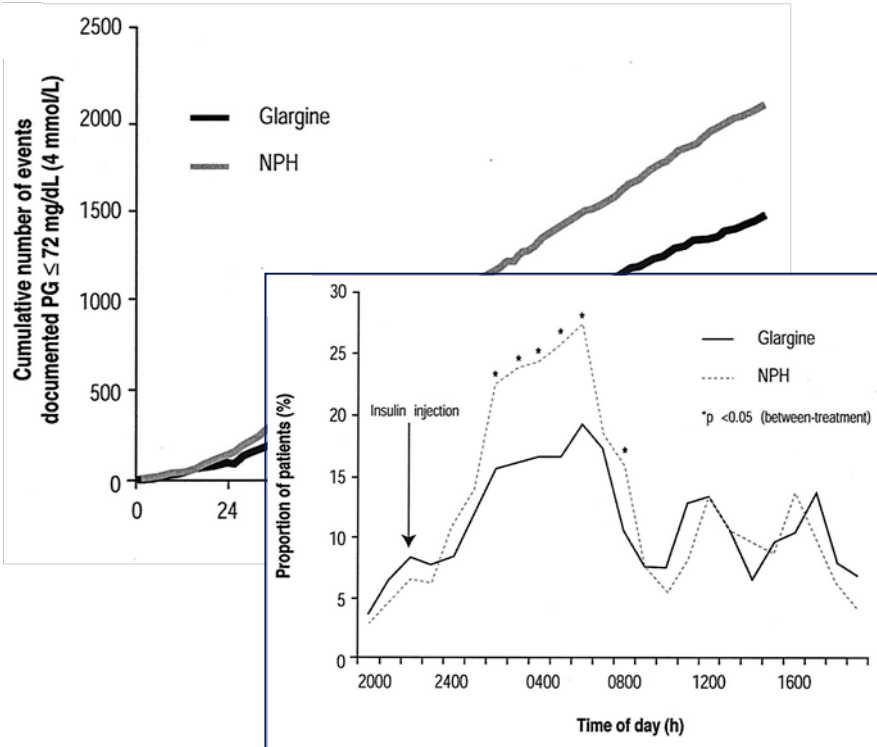 2500
2000
1500
1000
500
0
0
24
Cumulative number of events
documented PG ≤ 72 mg/dL (4 mmol/L)
Glargine
NPH
30
25
20
15
10
5
0
Proportion of patients (%)
Insulin injection
* * * * * *
Glargine
NPH
*p <0.05 (between-treatment)
2000 2400 0400 0800 1200 1600
Time of day (h)